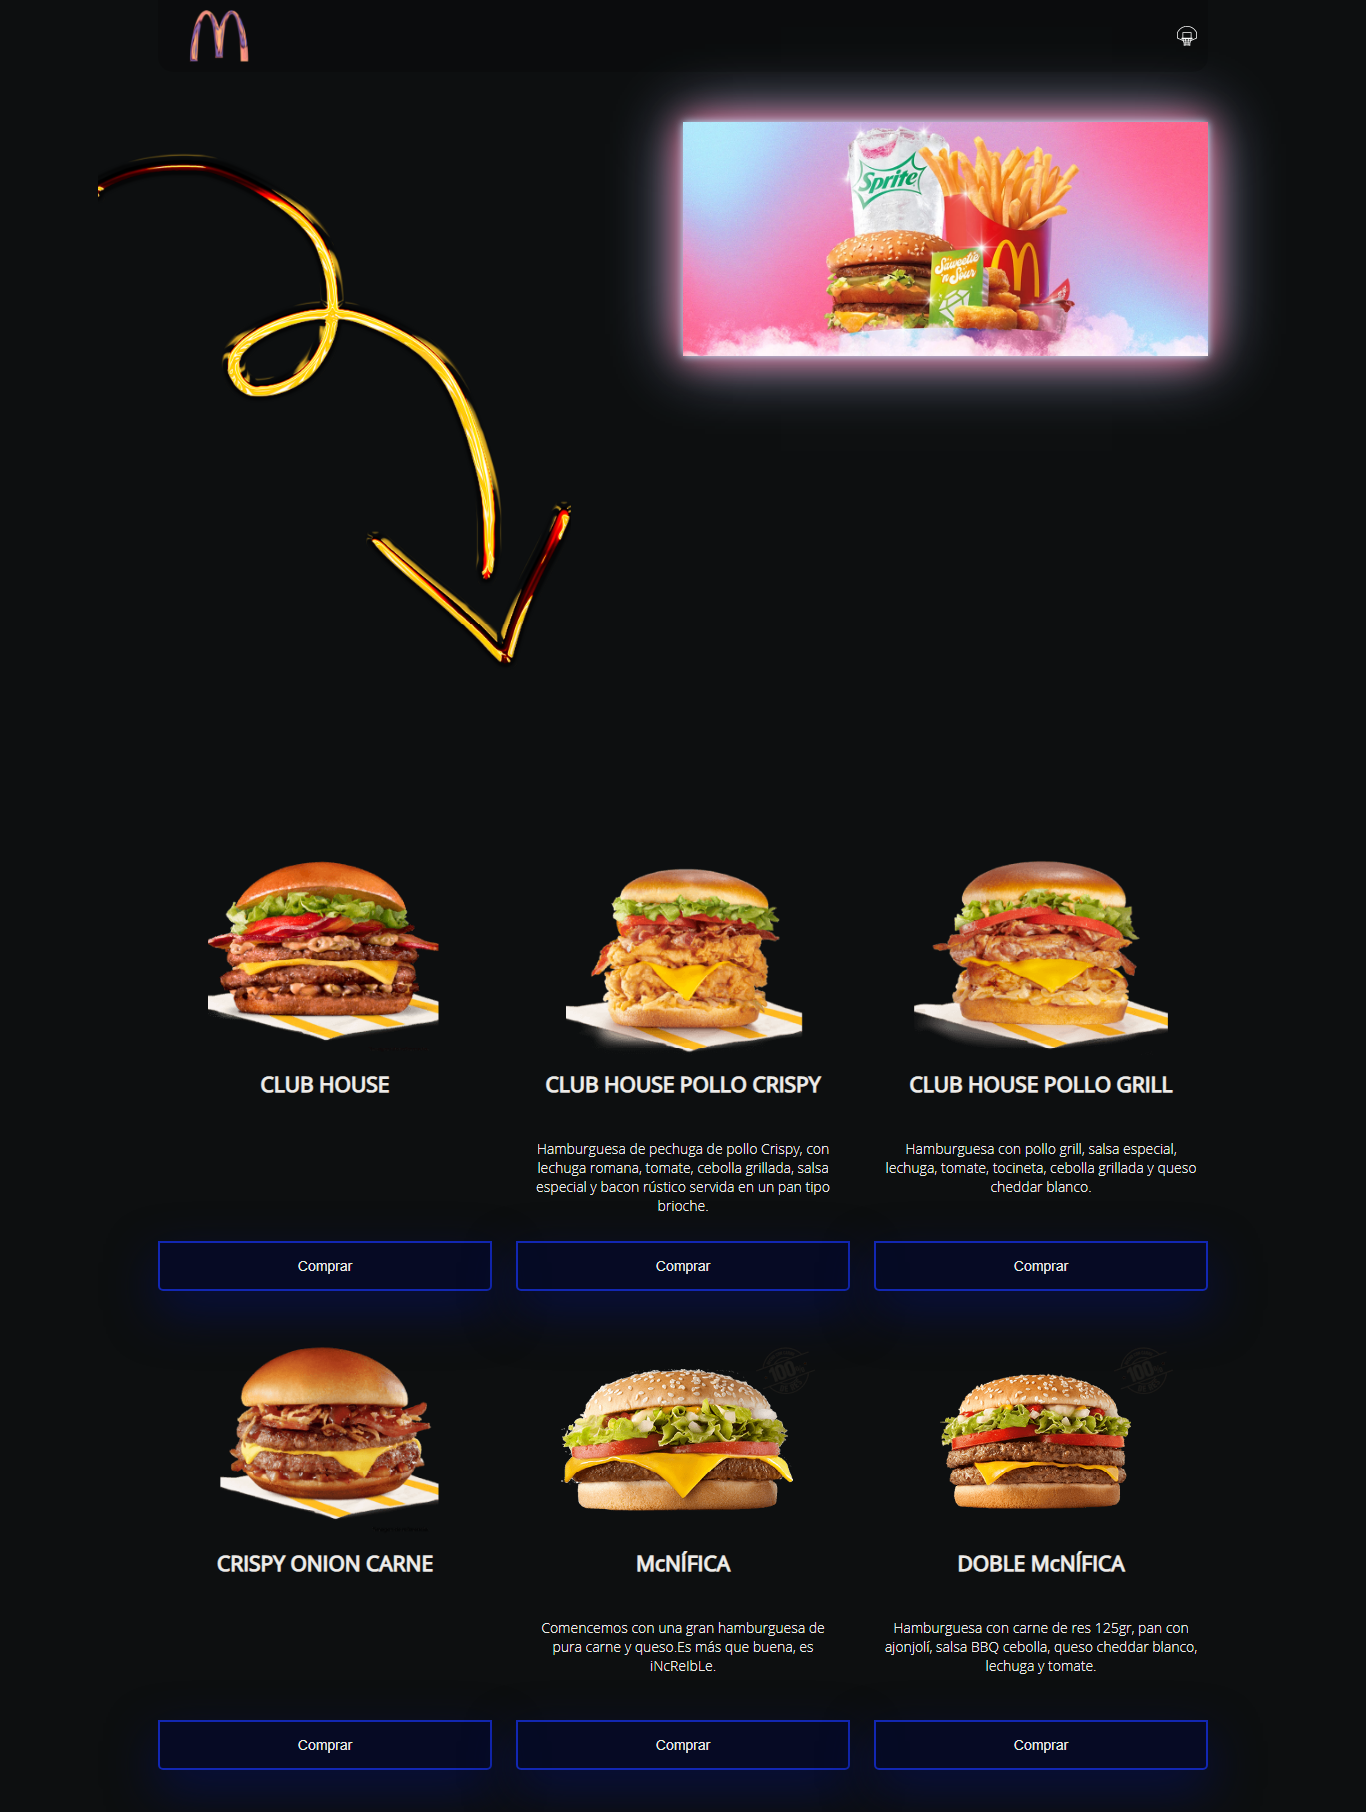 Sprite
Saweetie
'n Sour
CLUB HOUSE
CLUB HOUSE POLLO CRISPY
CLUB HOUSE POLLO GRILL
Hamburguesa de pechuga de pollo Crispy, con
lechuga romana, tomate, cebolla grillada, salsa
especial y bacon rústico servida en un pan tipo
brioche.
Hamburguesa con pollo grill, salsa especial,
lechuga, tomate, tocineta, cebolla grillada y queso
cheddar blanco.
Comprar
Comprar
Comprar
100
100
CRISPY ONION CARNE
McNÍFICA
DOBLE McNÍFICA
Comencemos con una gran hamburguesa de
pura carne y queso.Es más que buena, es
iNcReIbLe.
Hamburguesa con carne de res 125gr, pan con
ajonjolí, salsa BBQ cebolla, queso cheddar blanco,
lechuga y tomate.
Comprar
Comprar
Comprar